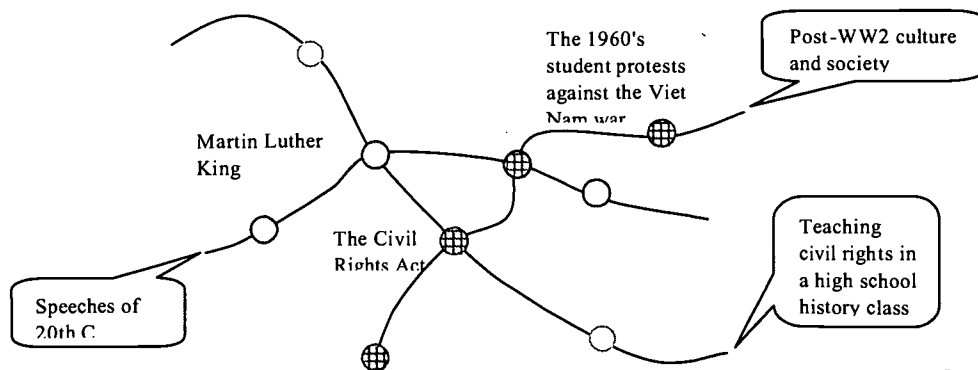 The 1960's
student protests
against the Viet
Nam war
Post-WW2 culture
and society
Martin Luther
King
The Civil
Rights Act
Teaching
civil rights in
a high school
history class
Speeches of
20th C